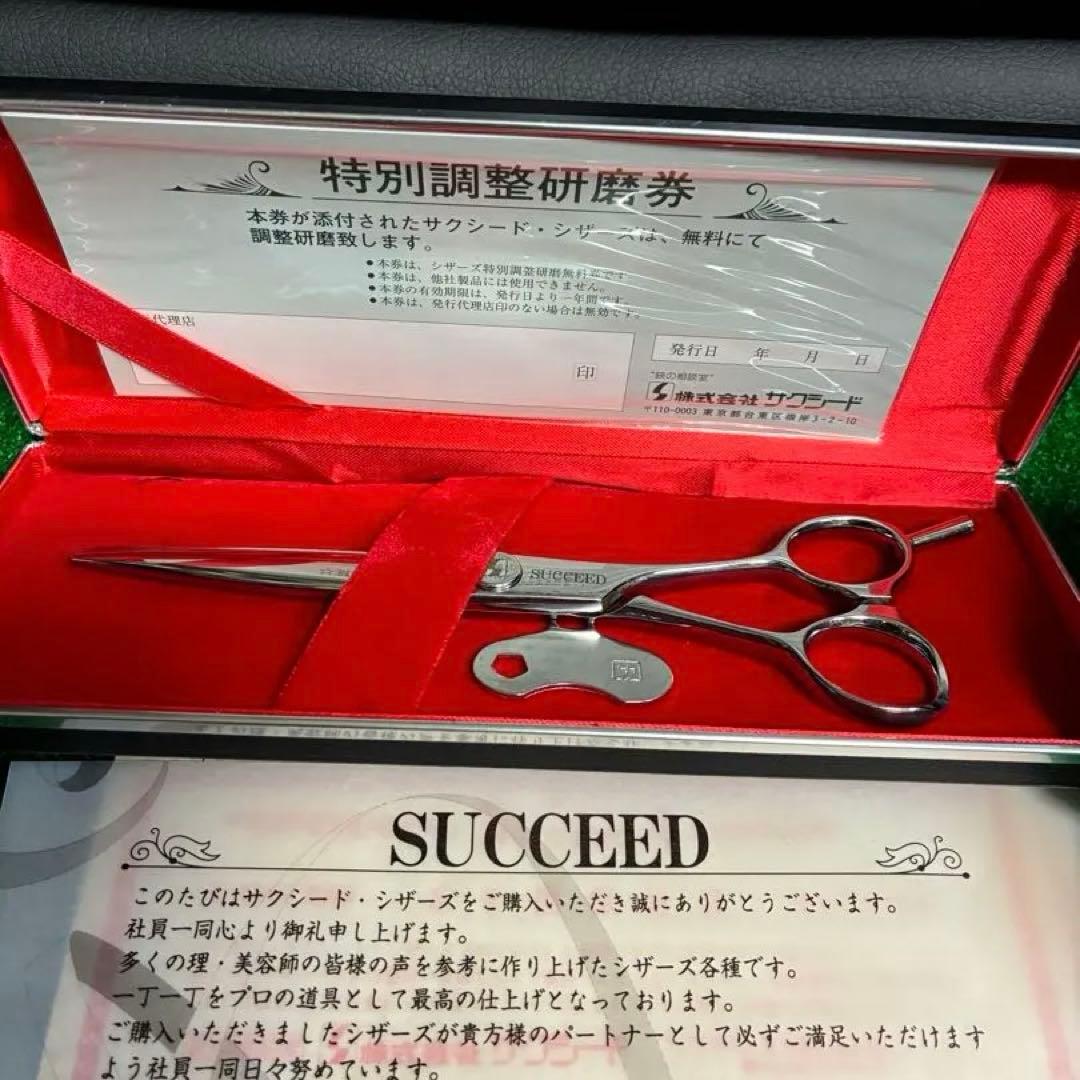 特別調整研磨券
本券が添付されたサクシード・シザーズは、無料にて
調整研磨致します。
●本券は、シザーズ特別調整研磨無料券です。
●本券は、他社製品には使用できません。
●本券の有効期限は、発行日より一年間です。
●本券は、発行代理店印のない場合は無効です。
代理店
印
発行日 年 月 日
"鋏の相談室"
株式会社 サクシード
〒110-0003 東京都台東区根岸3-2-10
SUCCEED
SUCCEED
このたびはサクシード・シザーズをご購入いただき誠にありがとうございます。
社員一同心より御礼申し上げます。
多くの理・美容師の皆様の声を参考に作り上げたシザーズ各種です。
一丁一丁をプロの道具として最高の仕上げとなっております。
ご購入いただきましたシザーズが貴方様のパートナーとして必ずご満足いただけます
よう社員一同日々努めています。